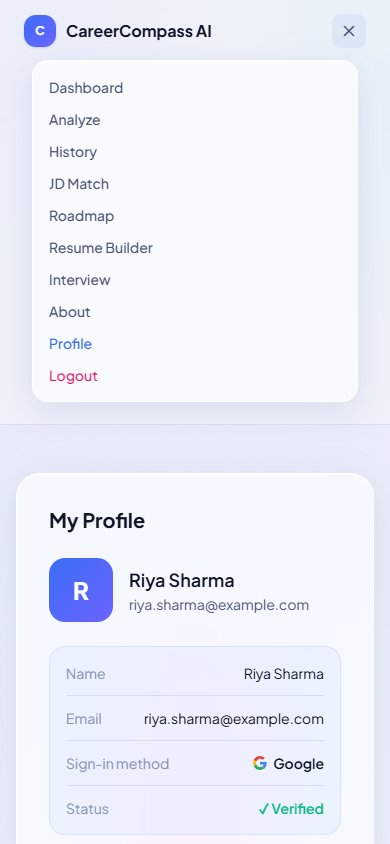 C CareerCompass AI
Dashboard
Analyze
History
JD Match
Roadmap
Resume Builder
Interview
About
Profile
Logout
My Profile
R
Riya Sharma
riya.sharma@example.com
Name Riya Sharma
Email riya.sharma@example.com
Sign-in method Google
Status ✓ Verified